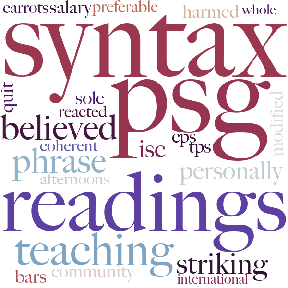 carrots salary preferable harmed whole
syntax
quit sole psg
reacted
believed eps modified
coherent isc tps
phrase personally
afternoons
readings
teaching striking
bars community international